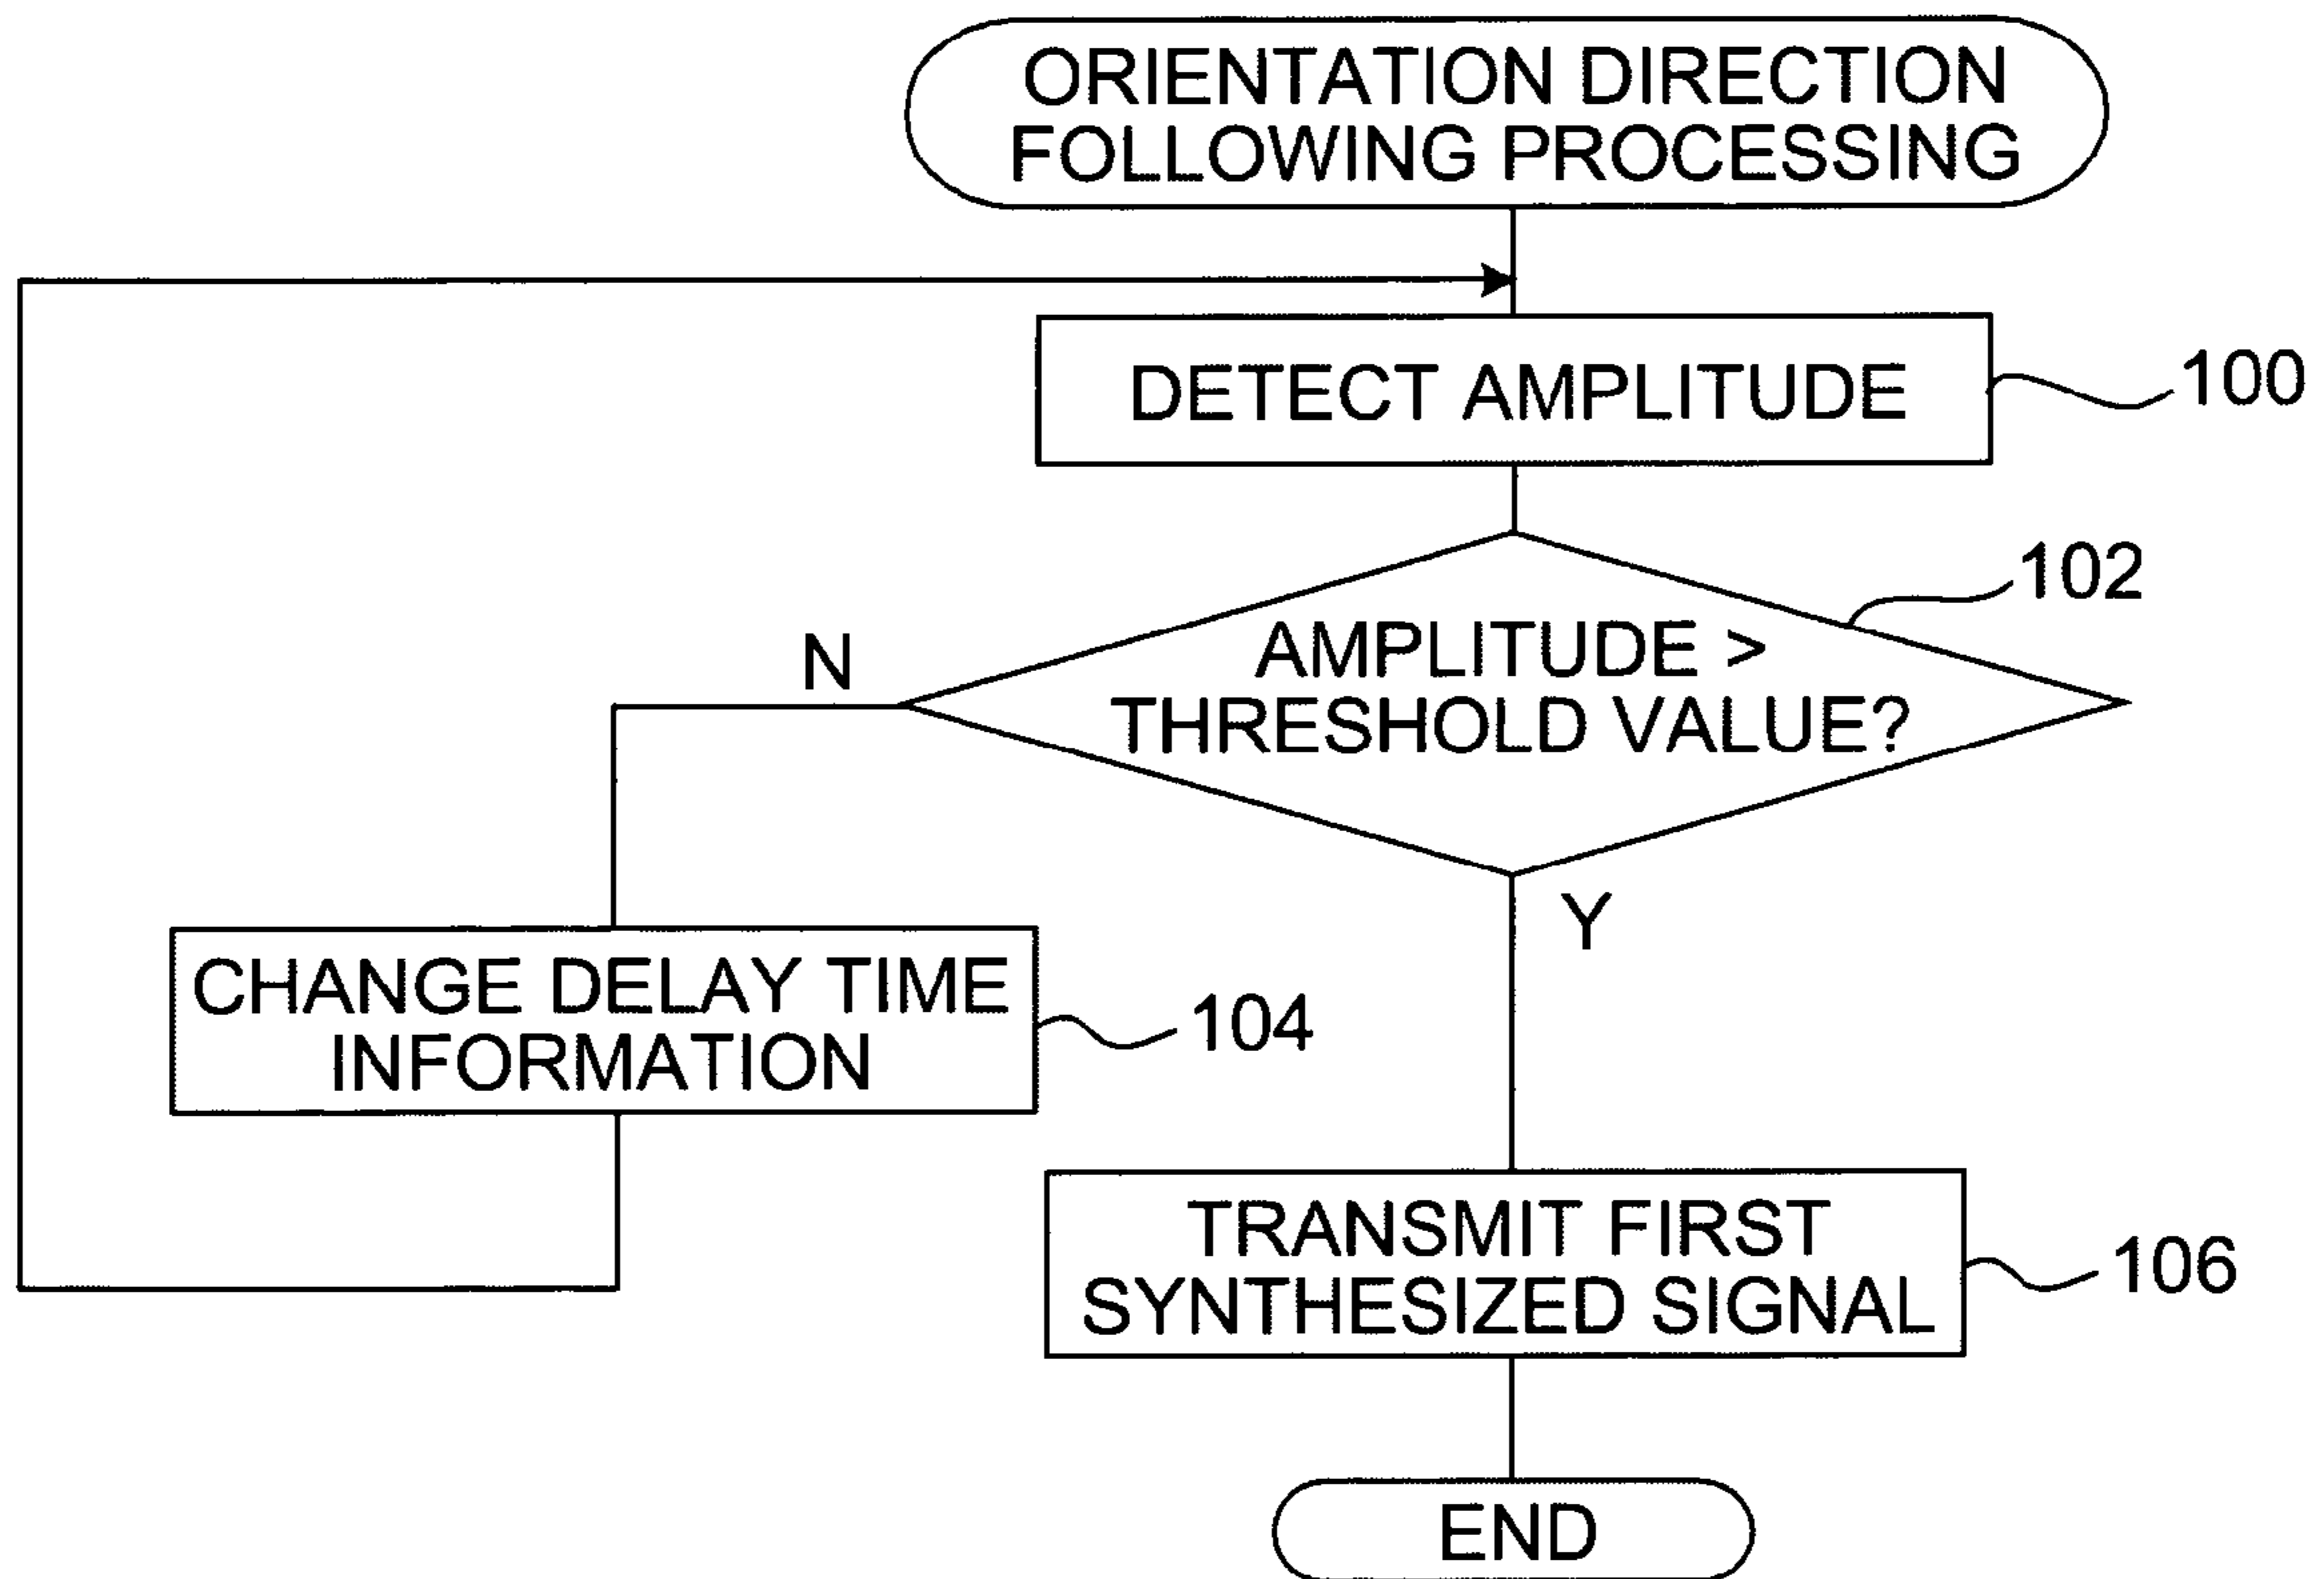 ORIENTATION DIRECTION
FOLLOWING PROCESSING
DETECT AMPLITUDE
100
102
AMPLITUDE >
THRESHOLD VALUE?
N
Y
CHANGE DELAY TIME
INFORMATION
104
TRANSMIT FIRST
SYNTHESIZED SIGNAL
106
END